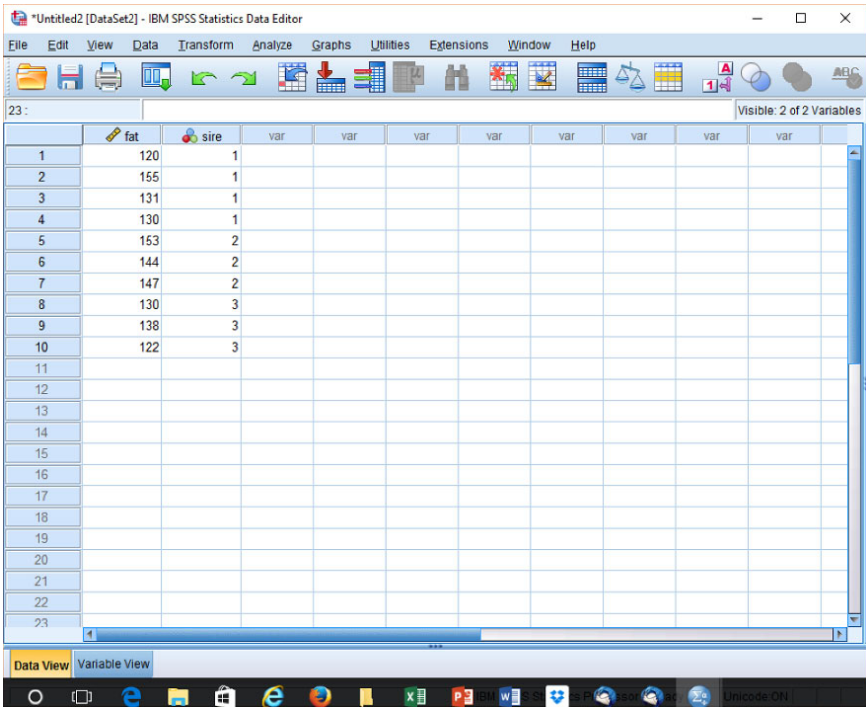 *Untitled2 [DataSet2] - IBM SPSS Statistics Data Editor
File Edit View Data Transform Analyze Graphs Utilities Extensions Window Help
23 : Visible: 2 of 2 Variables
fat sire var var var var var var var var
1 120 1
2 155 1
3 131 1
4 130 1
5 153 2
6 144 2
7 147 2
8 130 3
9 138 3
10 122 3
11
12
13
14
15
16
17
18
19
20
21
22
23
Data View Variable View
Unicode:ON